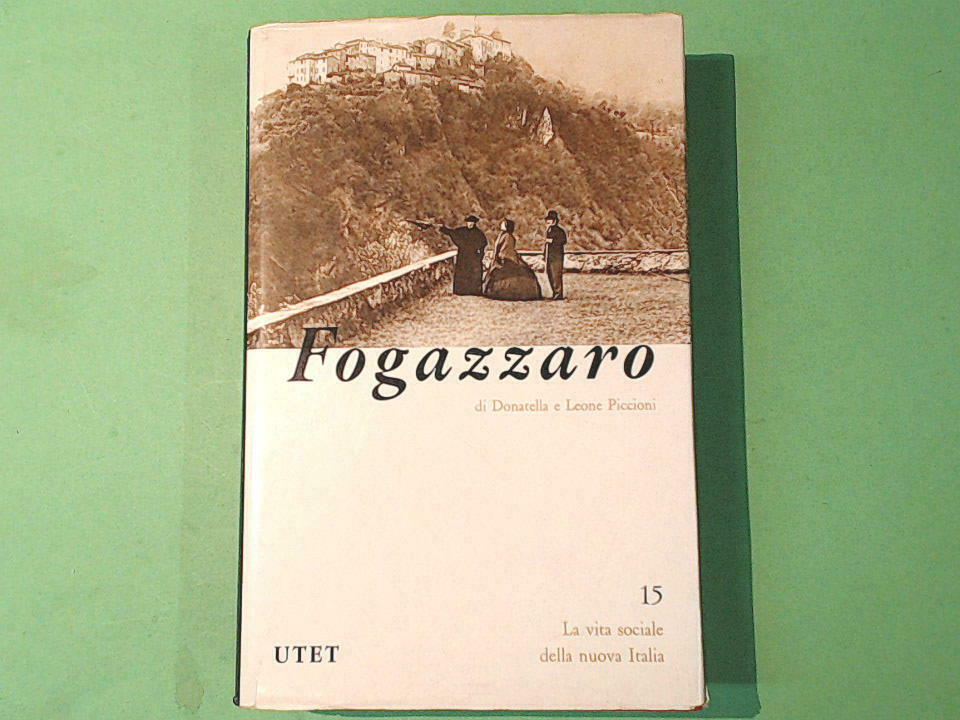 Fogazzaro
di Donatella e Leone Piccioni
15
La vita sociale
della nuova Italia
UTET